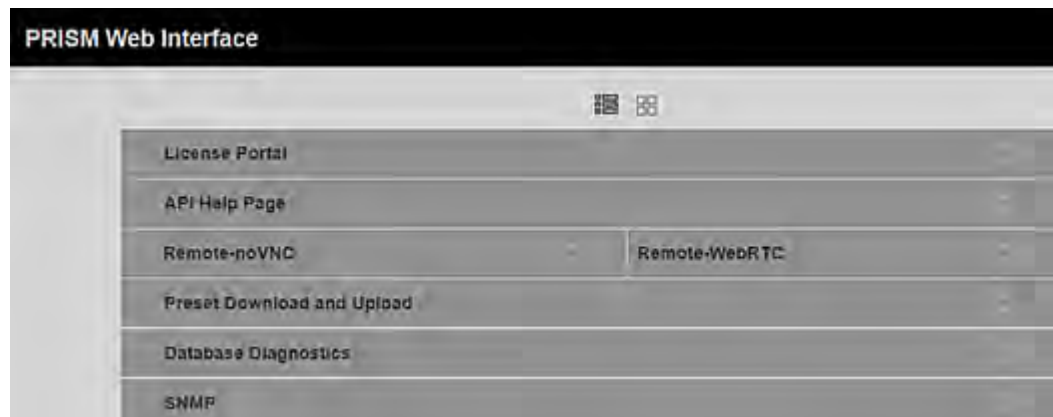 PRISM Web Interface
License Portal
API Help Page
Remote-noVNC Remote-WebRTC
Preset Download and Upload
Database Diagnostics
SNMP